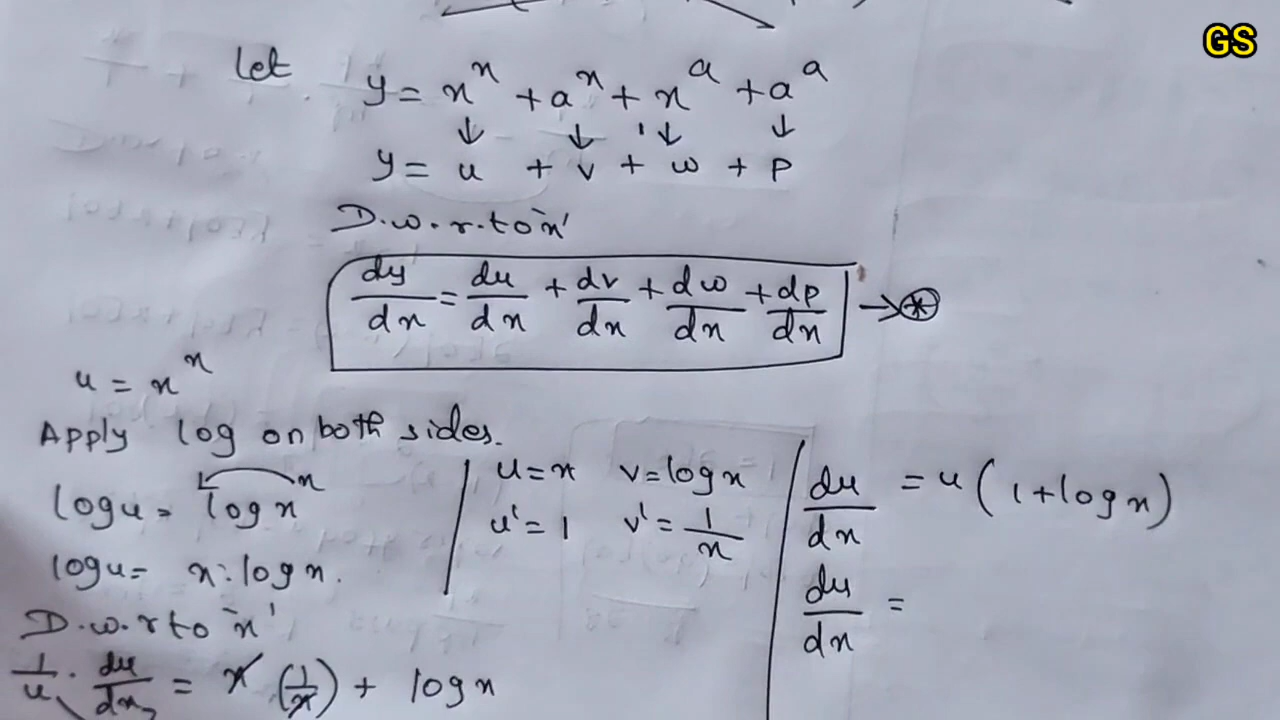 GS
Let y = x^x + a^x + x^a + a^a
↓ ↓ ↓ ↓
y = u + v + w + p
D.w.r.to 'x'
dy/dx = du/dx + dv/dx + dw/dx + dp/dx → ⊛
u = x^x
Apply log on both sides.
log u = log x^x
log u = x . log x.
D.w.r to 'x'
1/u . du/dx = x (1/x) + log x
u = x v = log x
u' = 1 v' = 1/x
du/dx = u (1 + log x)
du/dx =